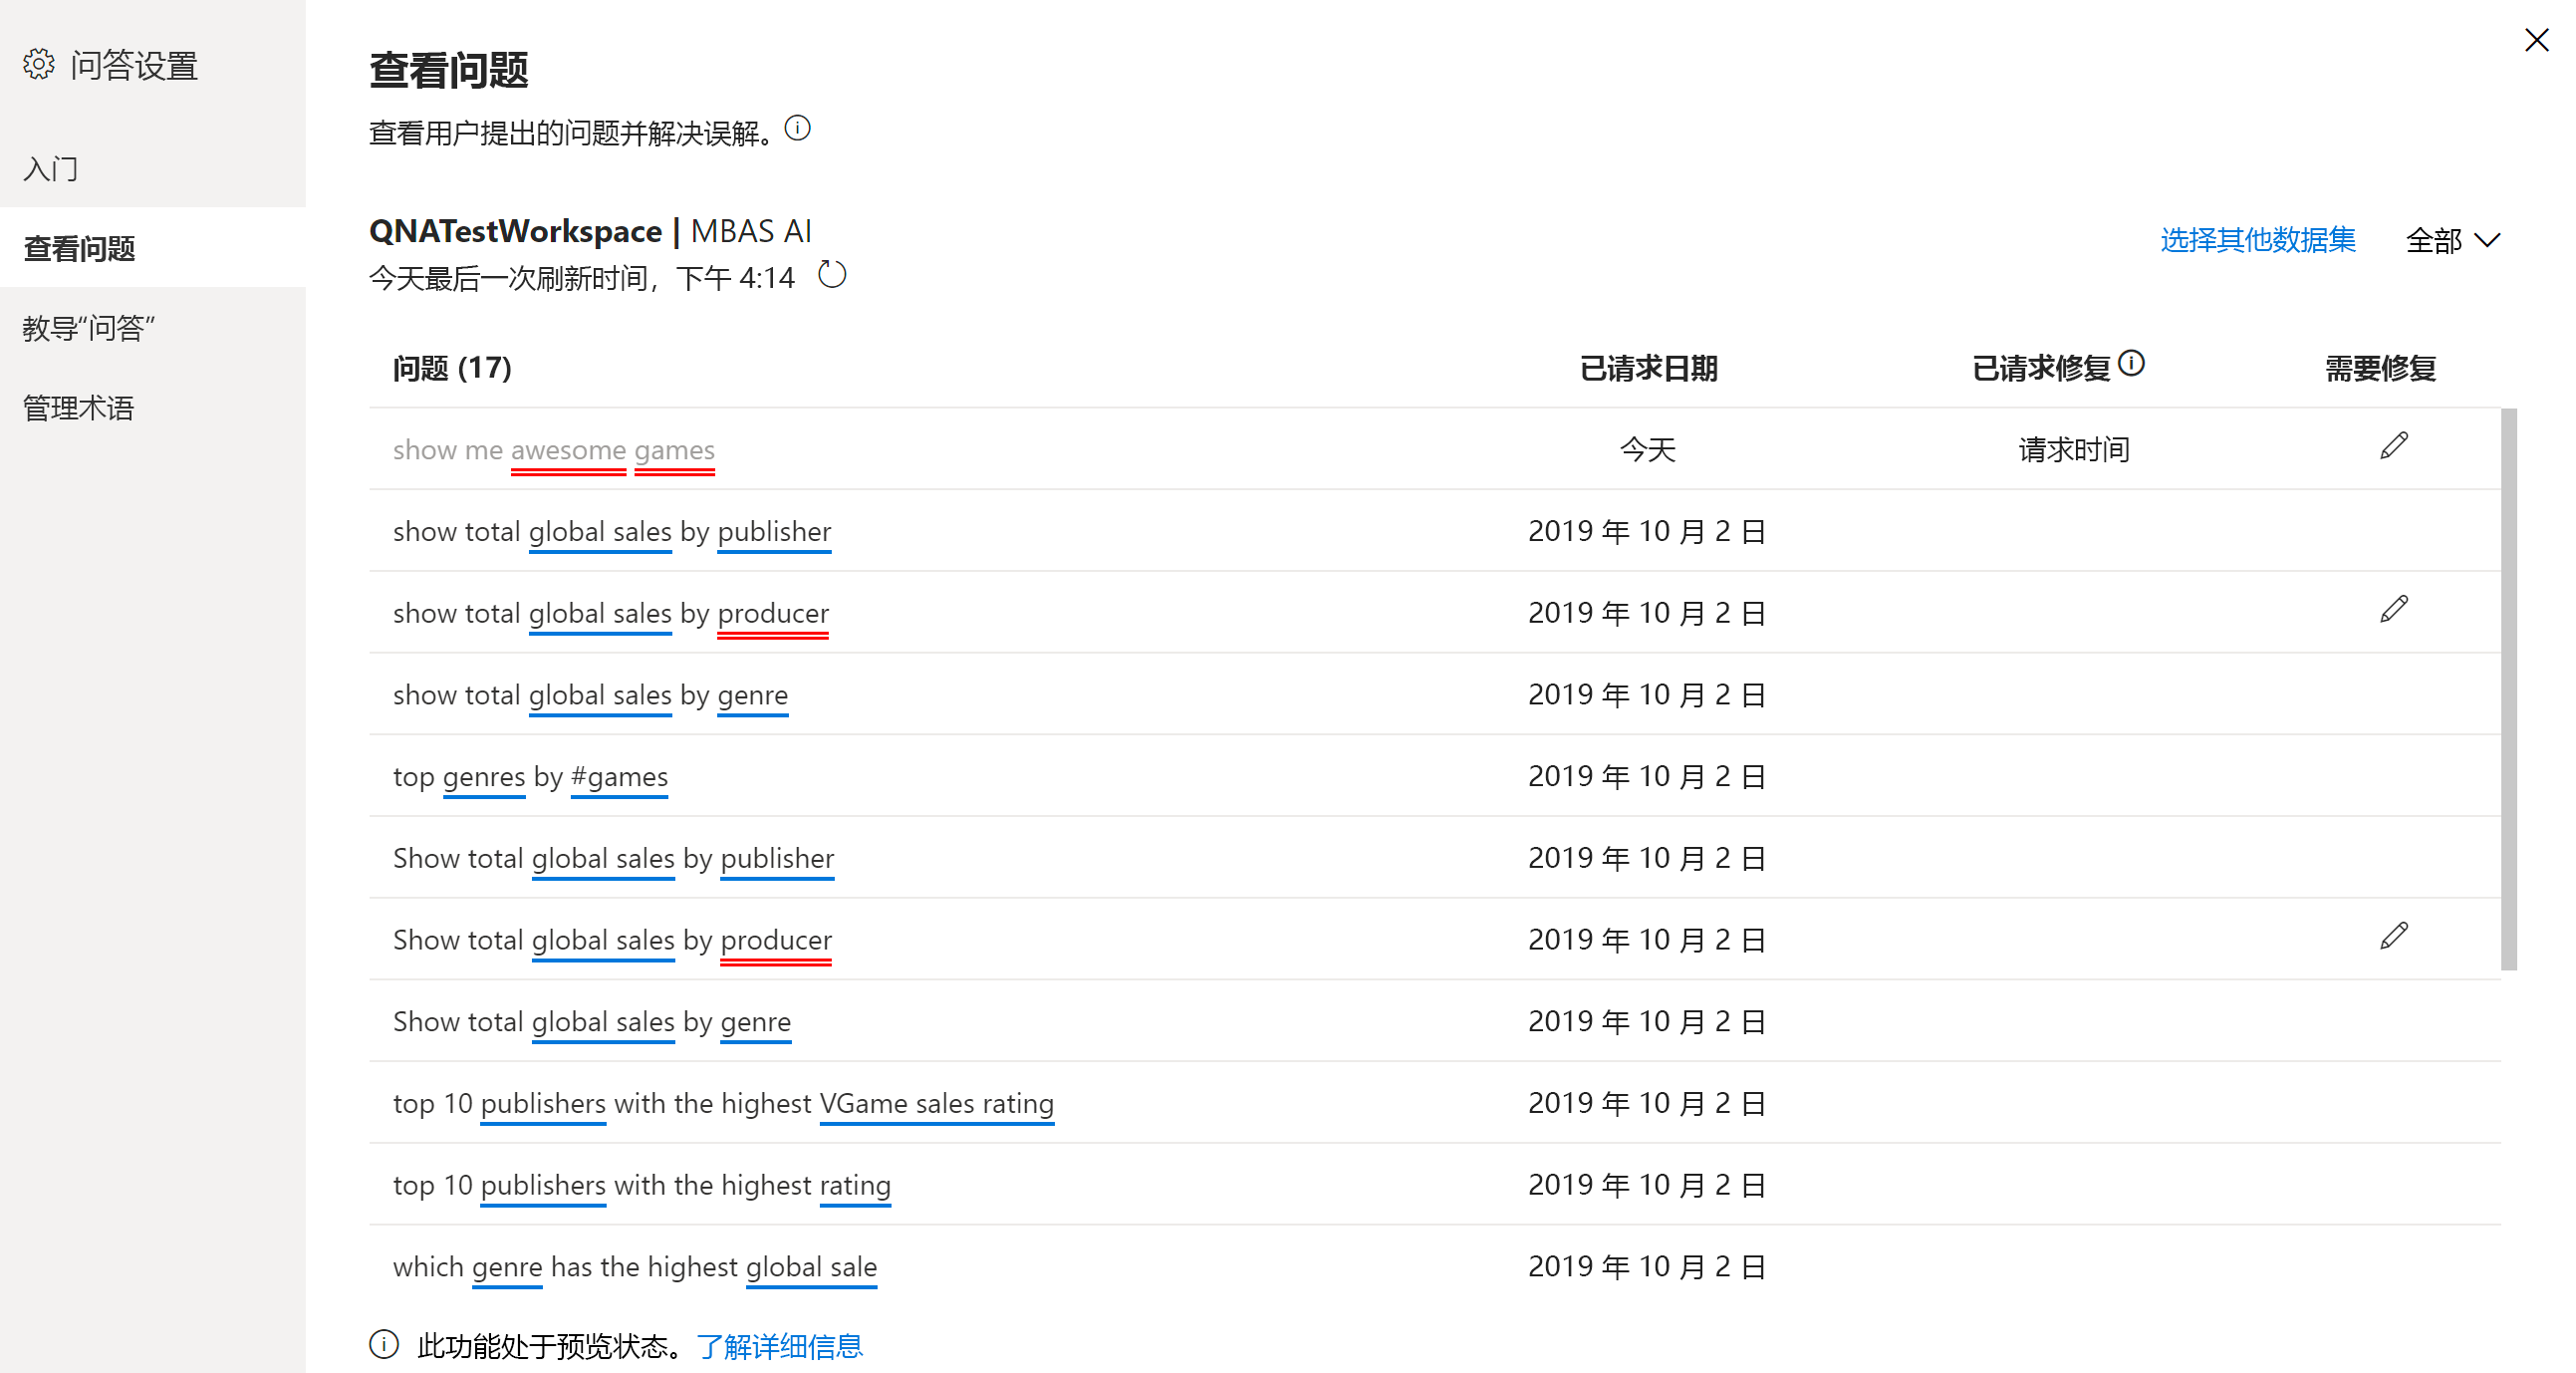 问答设置
入门
查看问题
教导“问答”
管理术语
查看问题
查看用户提出的问题并解决误解。
QNATestWorkspace | MBAS AI
今天最后一次刷新时间，下午 4:14
选择其他数据集 全部
问题 (17) 已请求日期 已请求修复 需要修复
show me awesome games 今天 请求时间
show total global sales by publisher 2019 年 10 月 2 日
show total global sales by producer 2019 年 10 月 2 日
show total global sales by genre 2019 年 10 月 2 日
top genres by #games 2019 年 10 月 2 日
Show total global sales by publisher 2019 年 10 月 2 日
Show total global sales by producer 2019 年 10 月 2 日
Show total global sales by genre 2019 年 10 月 2 日
top 10 publishers with the highest VGame sales rating 2019 年 10 月 2 日
top 10 publishers with the highest rating 2019 年 10 月 2 日
which genre has the highest global sale 2019 年 10 月 2 日
此功能处于预览状态。了解详细信息